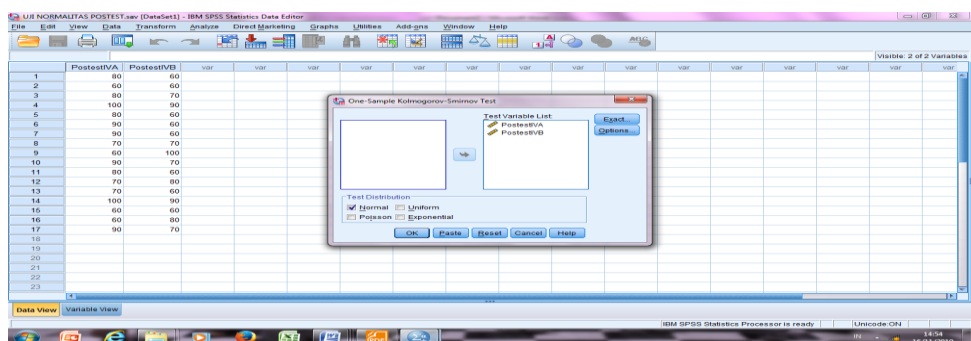 UJI NORMALITAS POSTEST.sav [DataSet1] - IBM SPSS Statistics Data Editor
File Edit View Data Transform Analyze Direct Marketing Graphs Utilities Add-ons Window Help
Visible: 2 of 2 Variables
PostestIVA PostestIVB var var var var var var var var var var var var var var
1 80 60
2 60 60
3 80 70
4 100 90
5 80 60
6 90 60
7 90 60
8 70 70
9 60 100
10 90 70
11 80 60
12 70 80
13 70 60
14 100 90
15 60 60
16 60 80
17 90 70
18
19
20
21
22
23
One-Sample Kolmogorov-Smirnov Test
Test Variable List:
PostestIVA
PostestIVB
Exact...
Options...
Test Distribution
Normal Uniform
Poisson Exponential
OK Paste Reset Cancel Help
Data View Variable View
IBM SPSS Statistics Processor is ready Unicode:ON
IN 14:54